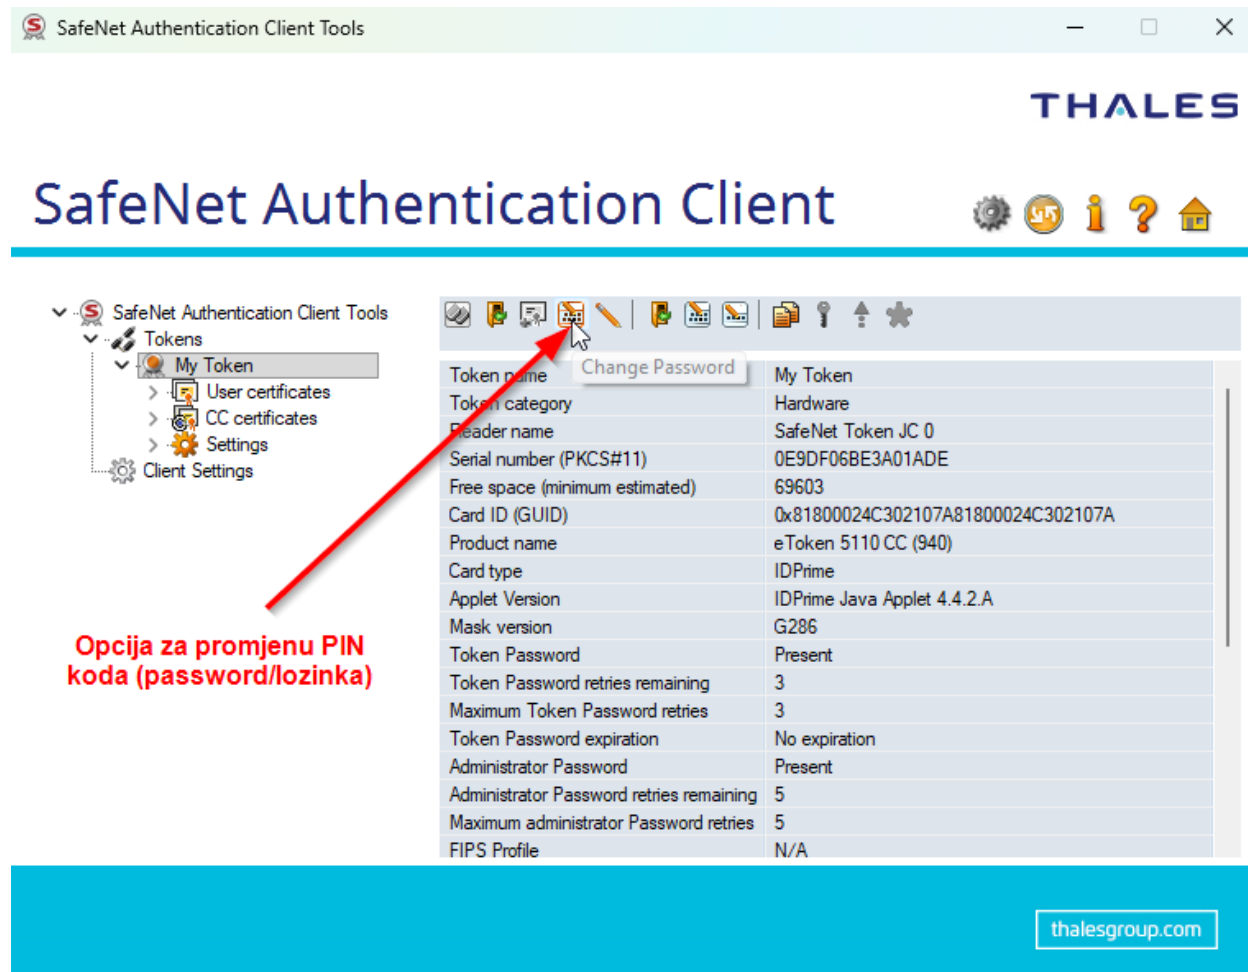 SafeNet Authentication Client Tools
THALES
SafeNet Authentication Client
SafeNet Authentication Client Tools
Tokens
My Token
User certificates
CC certificates
Settings
Client Settings
Change Password
Opcija za promjenu PIN
koda (password/lozinka)
Token name My Token
Token category Hardware
Reader name SafeNet Token JC 0
Serial number (PKCS#11) 0E9DF06BE3A01ADE
Free space (minimum estimated) 69603
Card ID (GUID) 0x81800024C302107A81800024C302107A
Product name eToken 5110 CC (940)
Card type IDPrime
Applet Version IDPrime Java Applet 4.4.2.A
Mask version G286
Token Password Present
Token Password retries remaining 3
Maximum Token Password retries 3
Token Password expiration No expiration
Administrator Password Present
Administrator Password retries remaining 5
Maximum administrator Password retries 5
FIPS Profile N/A
thalesgroup.com